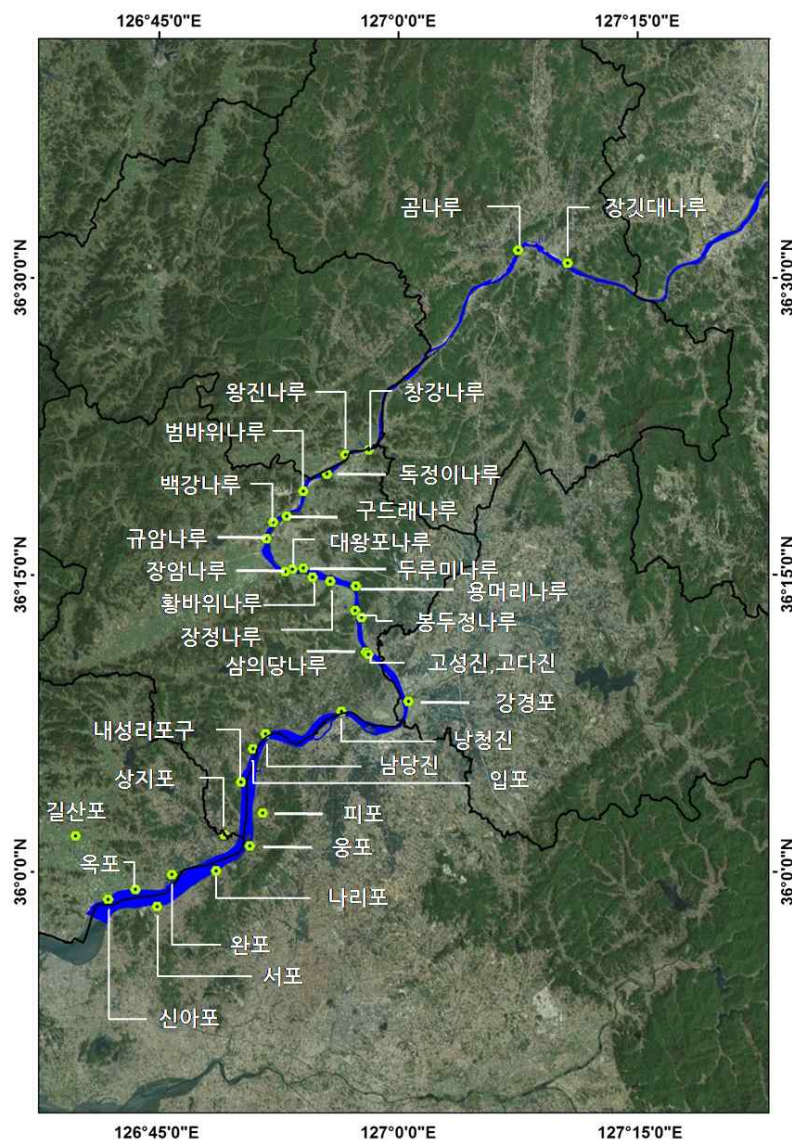 126°45'0"E
127°0'0"E
127°15'0"E
곰나루
장깃대나루
36°30'0"N
36°30'0"N
왕진나루
창강나루
범바위나루
독정이나루
백강나루
구드래나루
규암나루
대왕포나루
장암나루
두루미나루
36°15'0"N
36°15'0"N
황바위나루
용머리나루
장정나루
봉두정나루
삼의당나루
고성진,고다진
강경포
내성리포구
낭청진
남당진
상지포
입포
길산포
피포
웅포
옥포
36°0'0"N
36°0'0"N
나리포
완포
서포
신아포
126°45'0"E
127°0'0"E
127°15'0"E